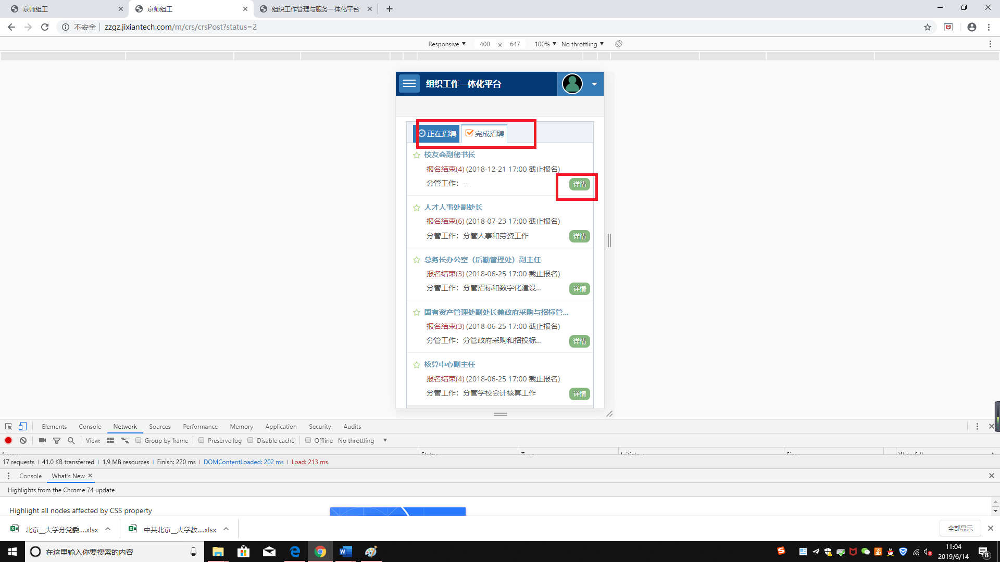 京师组工
京师组工
组织工作管理与服务一体化平台
不安全
zzgz.jixiantech.com/m/crs/crsPost?status=2
Responsive
400 x 647
100%
No throttling
组织工作一体化平台
正在招聘
完成招聘
校友会副秘书长
报名结束(4) (2018-12-21 17:00 截止报名)
分管工作：--
详情
人才人事处副处长
报名结束(6) (2018-07-23 17:00 截止报名)
分管工作：分管人事和劳资工作
详情
总务长办公室（后勤管理处）副主任
报名结束(3) (2018-06-25 17:00 截止报名)
分管工作：分管招标和数字化建设...
详情
国有资产管理处副处长兼政府采购与招标管...
报名结束(3) (2018-06-25 17:00 截止报名)
分管工作：分管政府采购和招投标...
详情
核算中心副主任
报名结束(4) (2018-06-25 17:00 截止报名)
分管工作：分管学校会计核算工作
详情
Elements Console Network Sources Performance Memory Application Security Audits
View: Group by frame Preserve log Disable cache Offline No throttling
Name Status Type Initiator Size Waterfall
17 requests 41.0 KB transferred 1.9 MB resources Finish: 220 ms DOMContentLoaded: 202 ms Load: 213 ms
Console What's New
Highlights from the Chrome 74 update
Highlight all nodes affected by CSS property
北京__大学分党委....xlsx
中共北京__大学教....xlsx
全部显示
在这里输入你要搜索的内容
11:04
2019/6/14
8